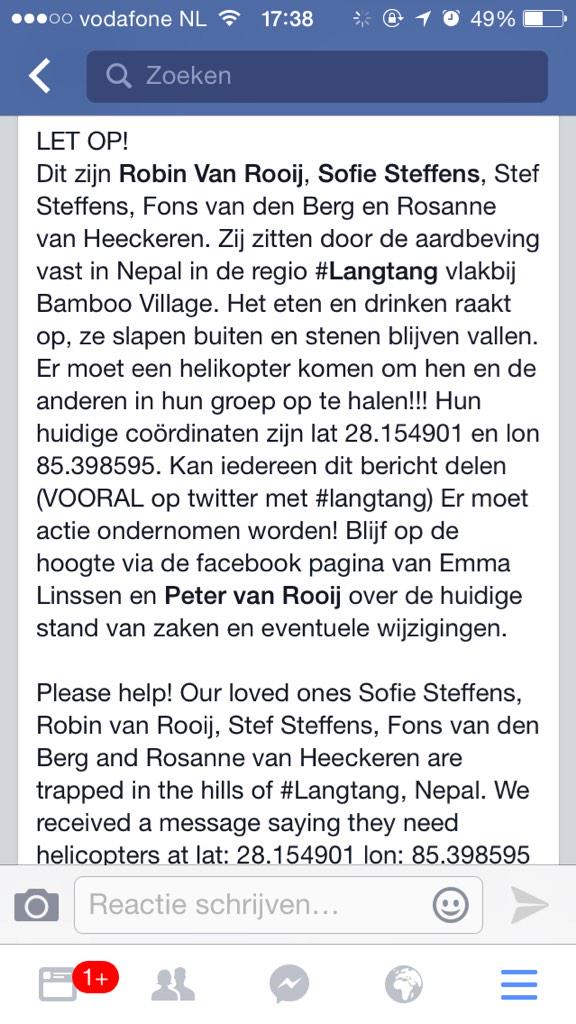 vodafone NL 17:38 49%
Zoeken
LET OP!
Dit zijn Robin Van Rooij, Sofie Steffens, Stef
Steffens, Fons van den Berg en Rosanne
van Heeckeren. Zij zitten door de aardbeving
vast in Nepal in de regio #Langtang vlakbij
Bamboo Village. Het eten en drinken raakt
op, ze slapen buiten en stenen blijven vallen.
Er moet een helikopter komen om hen en de
anderen in hun groep op te halen!!! Hun
huidige coördinaten zijn lat 28.154901 en lon
85.398595. Kan iedereen dit bericht delen
(VOORAL op twitter met #langtang) Er moet
actie ondernomen worden! Blijf op de
hoogte via de facebook pagina van Emma
Linssen en Peter van Rooij over de huidige
stand van zaken en eventuele wijzigingen.
Please help! Our loved ones Sofie Steffens,
Robin van Rooij, Stef Steffens, Fons van den
Berg and Rosanne van Heeckeren are
trapped in the hills of #Langtang, Nepal. We
received a message saying they need
helicopters at lat: 28.154901 lon: 85.398595
Reactie schrijven...
1+